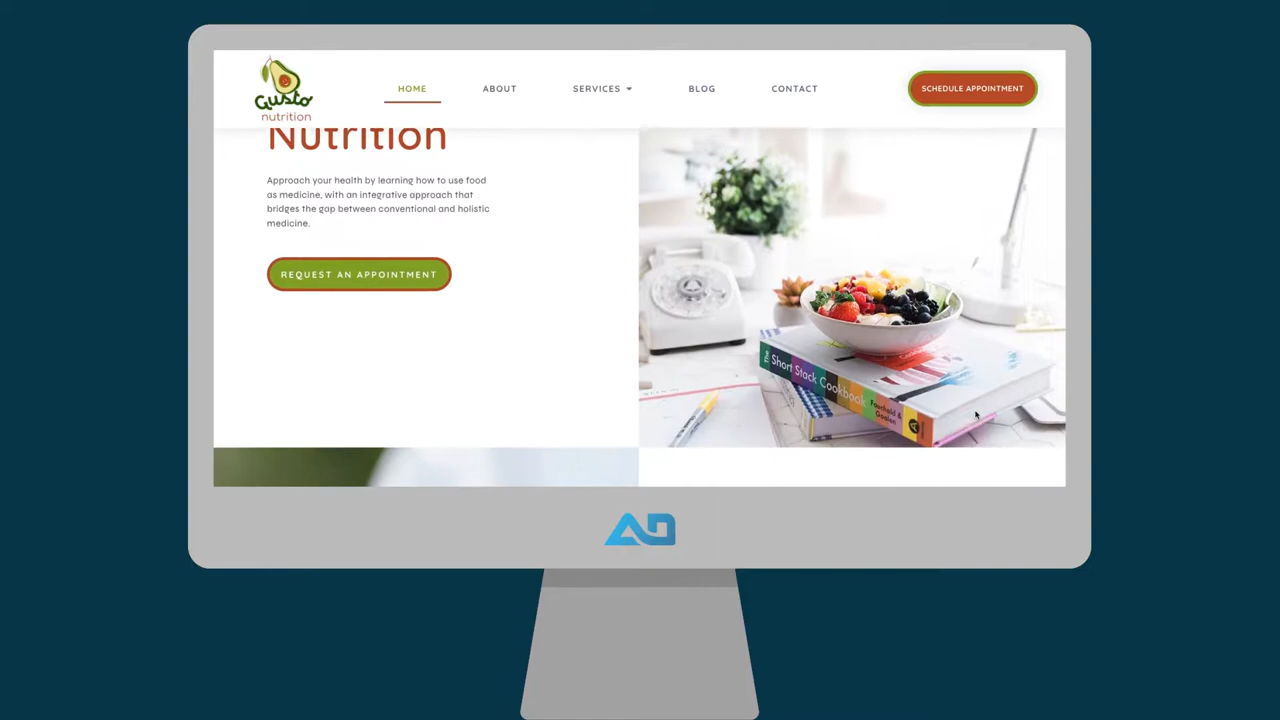 Gusto
nutrition
HOME
ABOUT
SERVICES
BLOG
CONTACT
SCHEDULE APPOINTMENT
Nutrition
Approach your health by learning how to use food
as medicine, with an integrative approach that
bridges the gap between conventional and holistic
medicine.
REQUEST AN APPOINTMENT
The Short Stack Cookbook
Fauchald &
AD